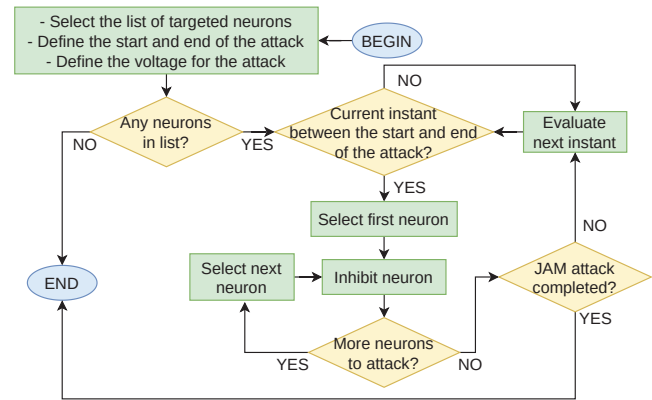 - Select the list of targeted neurons
- Define the start and end of the attack
- Define the voltage for the attack
BEGIN
Any neurons
in list?
NO
YES
Current instant
between the start and end
of the attack?
NO
YES
Evaluate
next instant
Select first neuron
Select next
neuron
Inhibit neuron
More neurons
to attack?
YES
NO
JAM attack
completed?
NO
YES
END